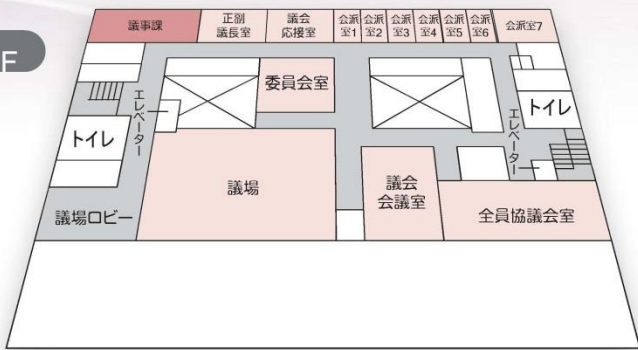 議事課
正副
議長室
議会
応接室
会派
室1
会派
室2
会派
室3
会派
室4
会派
室5
会派
室6
会派室7
F
委員会室
エレベーター
トイレ
エレベーター
トイレ
議場
議会
会議室
全員協議会室
議場ロビー